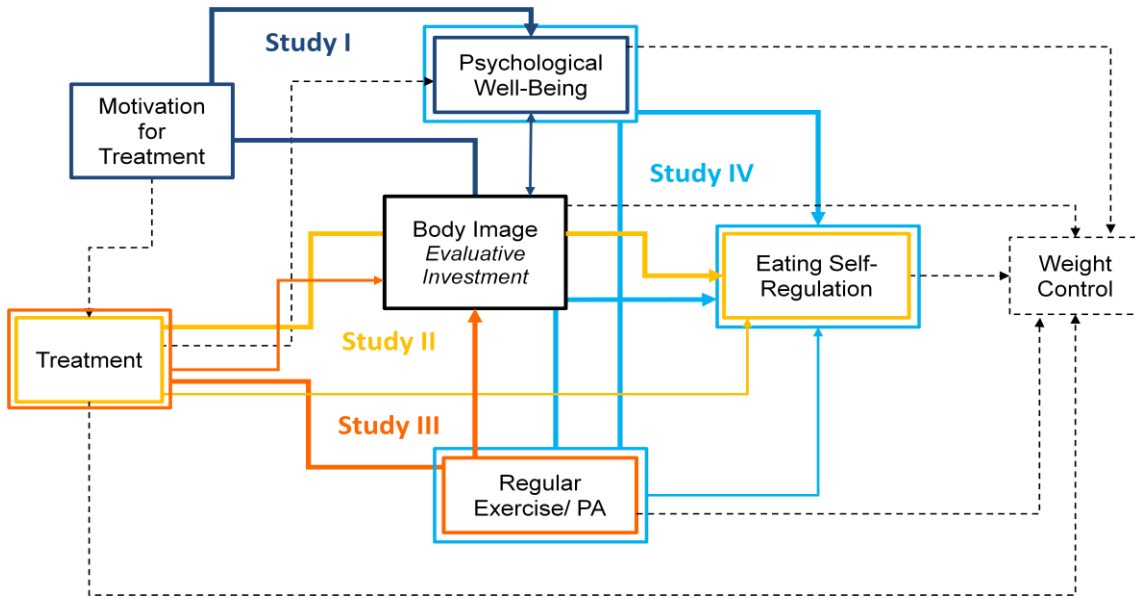 Study I
Psychological
Well-Being
Motivation
for
Treatment
Study IV
Body Image
Evaluative
Investment
Eating Self-
Regulation
Weight
Control
Study II
Treatment
Study III
Regular
Exercise/ PA